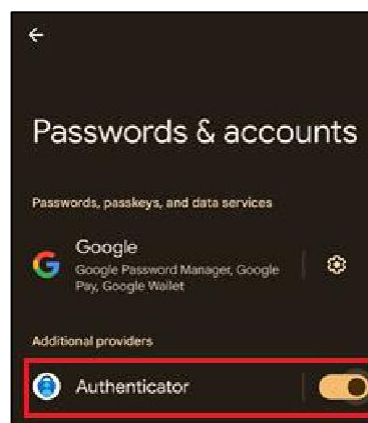 Passwords & accounts
Passwords, passkeys, and data services
Google
Google Password Manager, Google
Pay, Google Wallet
Additional providers
Authenticator